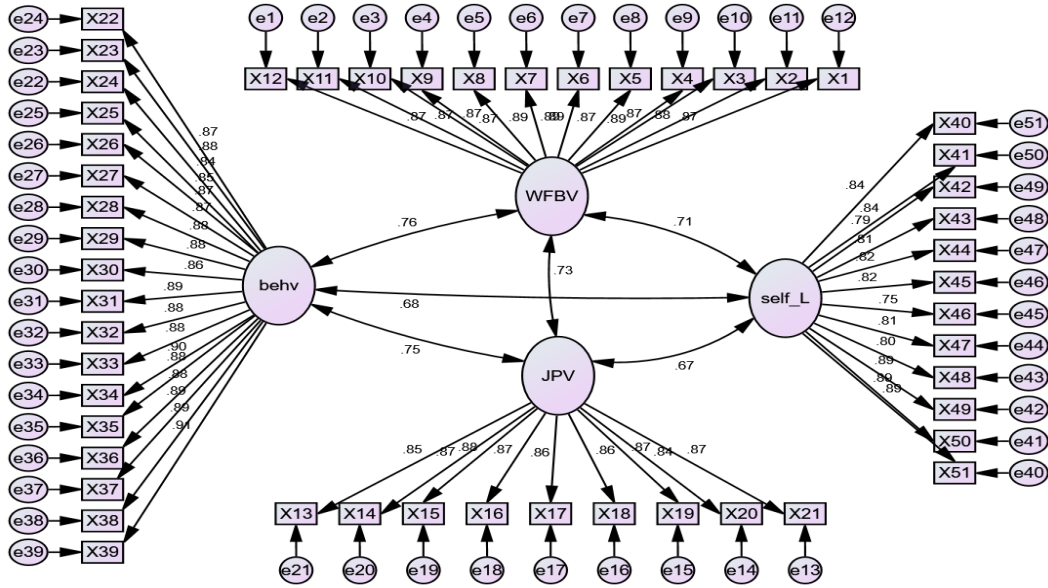 e24 X22
e23 X23
e22 X24
e25 X25
e26 X26
e27 X27
e28 X28
e29 X29
e30 X30
e31 X31
e32 X32
e33 X33
e34 X34
e35 X35
e36 X36
e37 X37
e38 X38
e39 X39
.87
.88
.84
.85
.87
.87
.88
.88
.86
.89
.88
.88
.90
.88
.88
.89
.89
.91
behv
e1 e2 e3 e4 e5 e6 e7 e8 e9 e10 e11 e12
X12 X11 X10 X9 X8 X7 X6 X5 X4 X3 X2 X1
.87 .87 .87 .87 .89 .89 .87 .89 .87 .88 .87
WFBV
.76
.71
.73
.68
.75
.67
JPV
.85 .87 .88 .87 .86 .86 .87 .84 .87
X13 X14 X15 X16 X17 X18 X19 X20 X21
e21 e20 e19 e18 e17 e16 e15 e14 e13
self_L
.84
.84
.79
.81
.82
.82
.75
.81
.80
.89
.89
.89
X40 e51
X41 e50
X42 e49
X43 e48
X44 e47
X45 e46
X46 e45
X47 e44
X48 e43
X49 e42
X50 e41
X51 e40